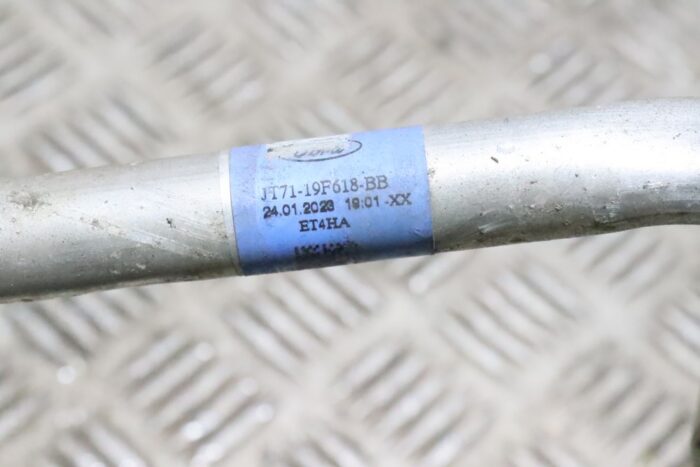 Ford
JT71-19F618-BB
24.01.2023 19:01 -XX
ET4HA